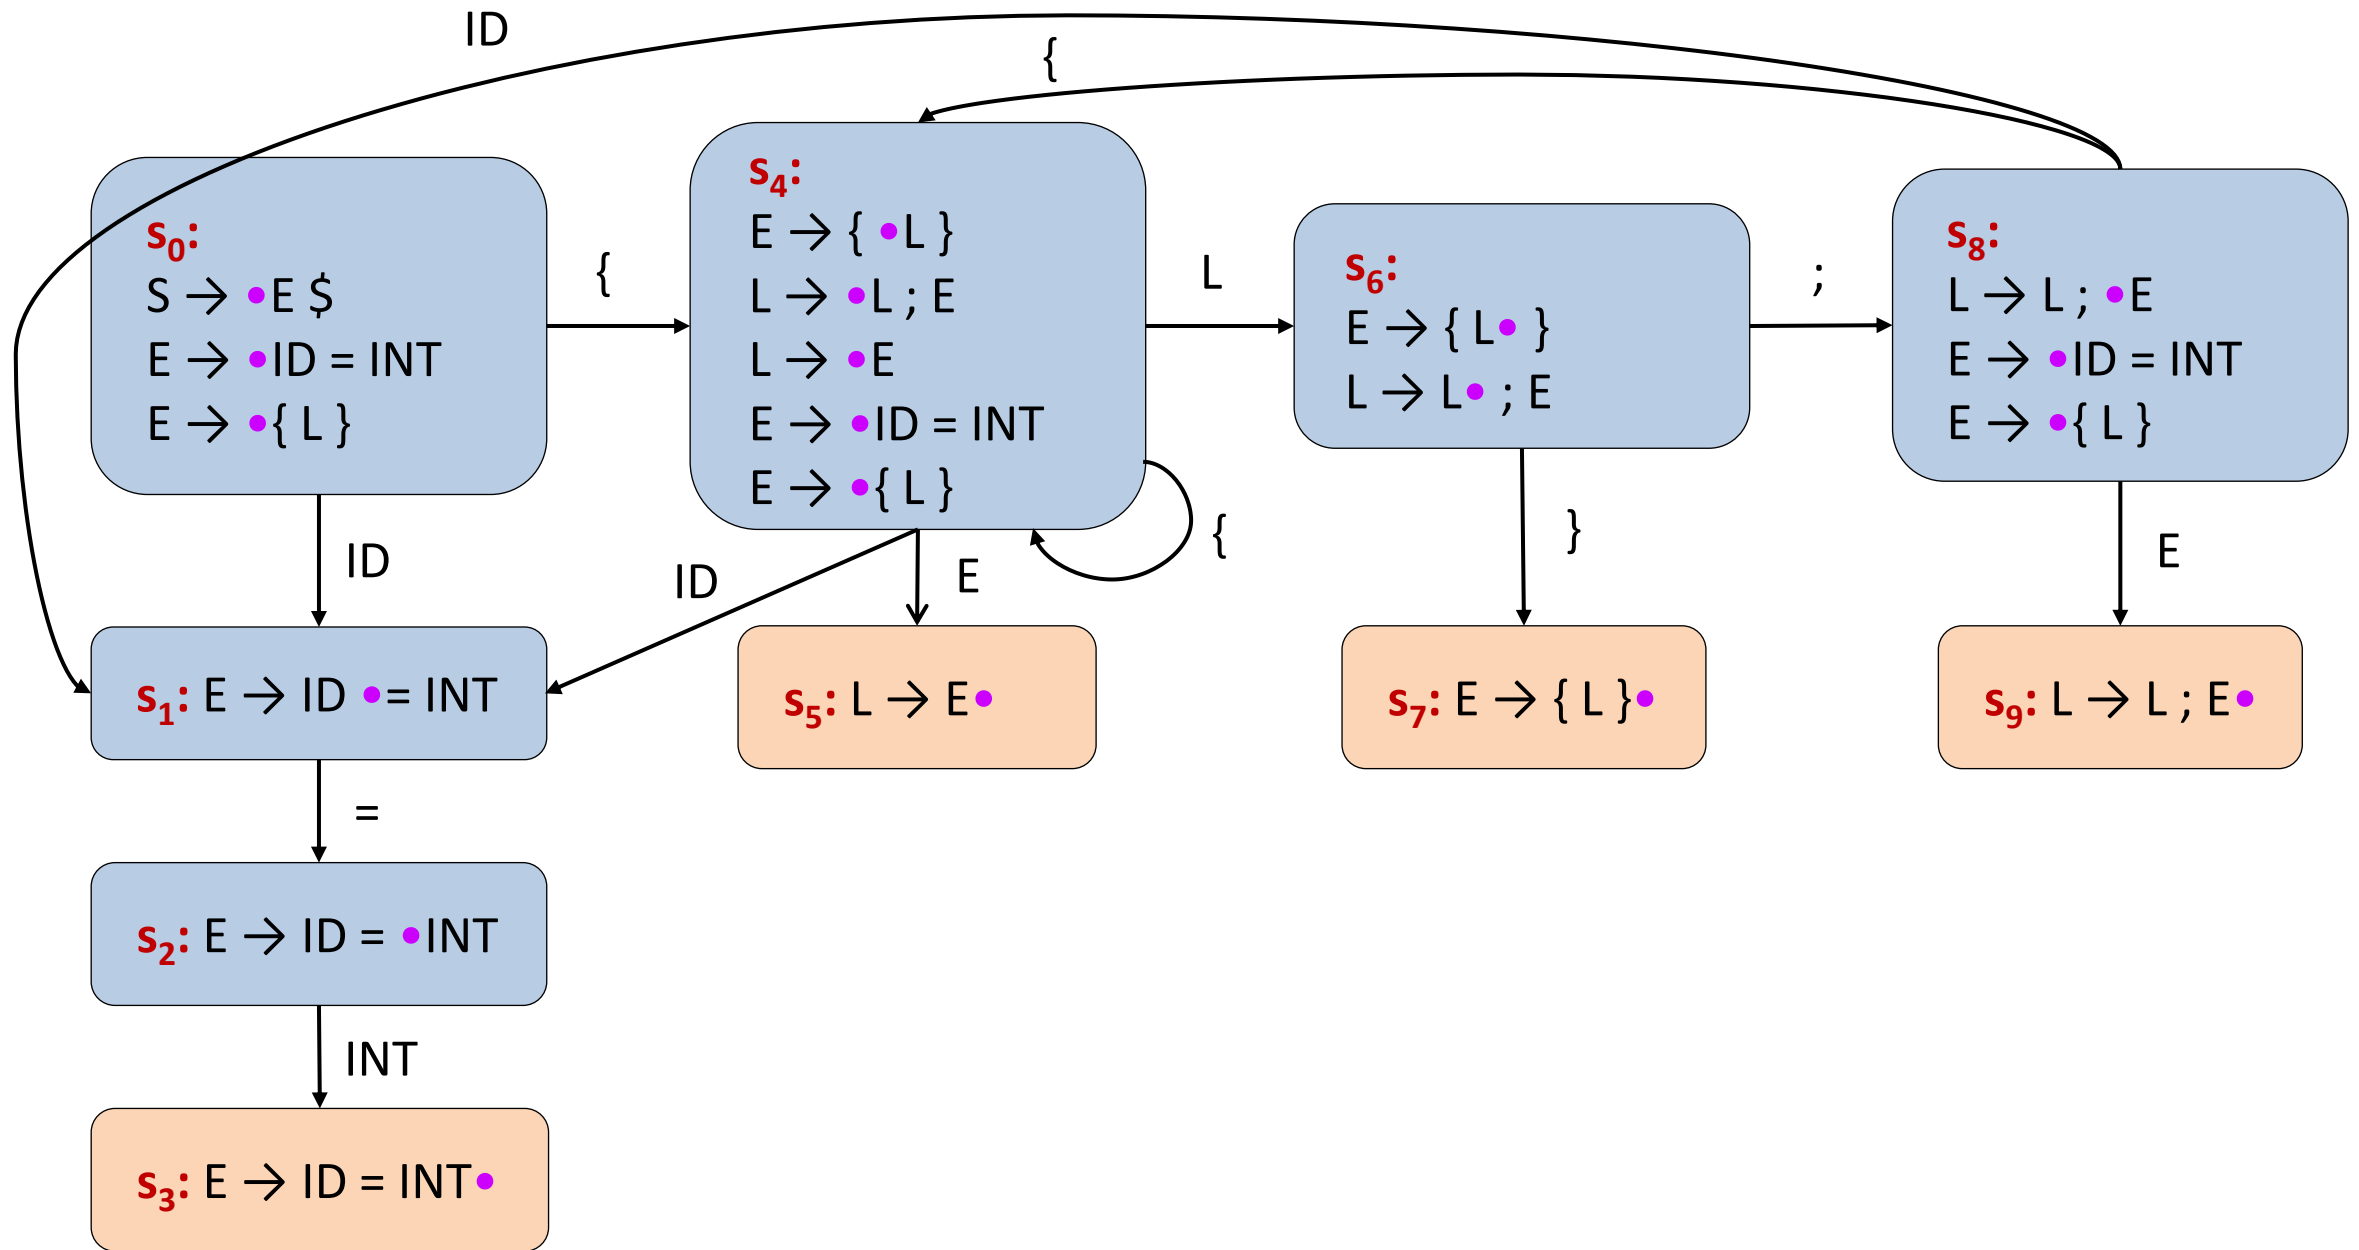 ID
{
s0:
S → •E $
E → •ID = INT
E → •{ L }
{
s4:
E → { •L }
L → •L ; E
L → •E
E → •ID = INT
E → •{ L }
L
s6:
E → { L• }
L → L• ; E
;
s8:
L → L ; •E
E → •ID = INT
E → •{ L }
ID
ID
E
{
}
E
s1: E → ID •= INT
s5: L → E•
s7: E → { L }•
s9: L → L ; E•
=
s2: E → ID = •INT
INT
s3: E → ID = INT•